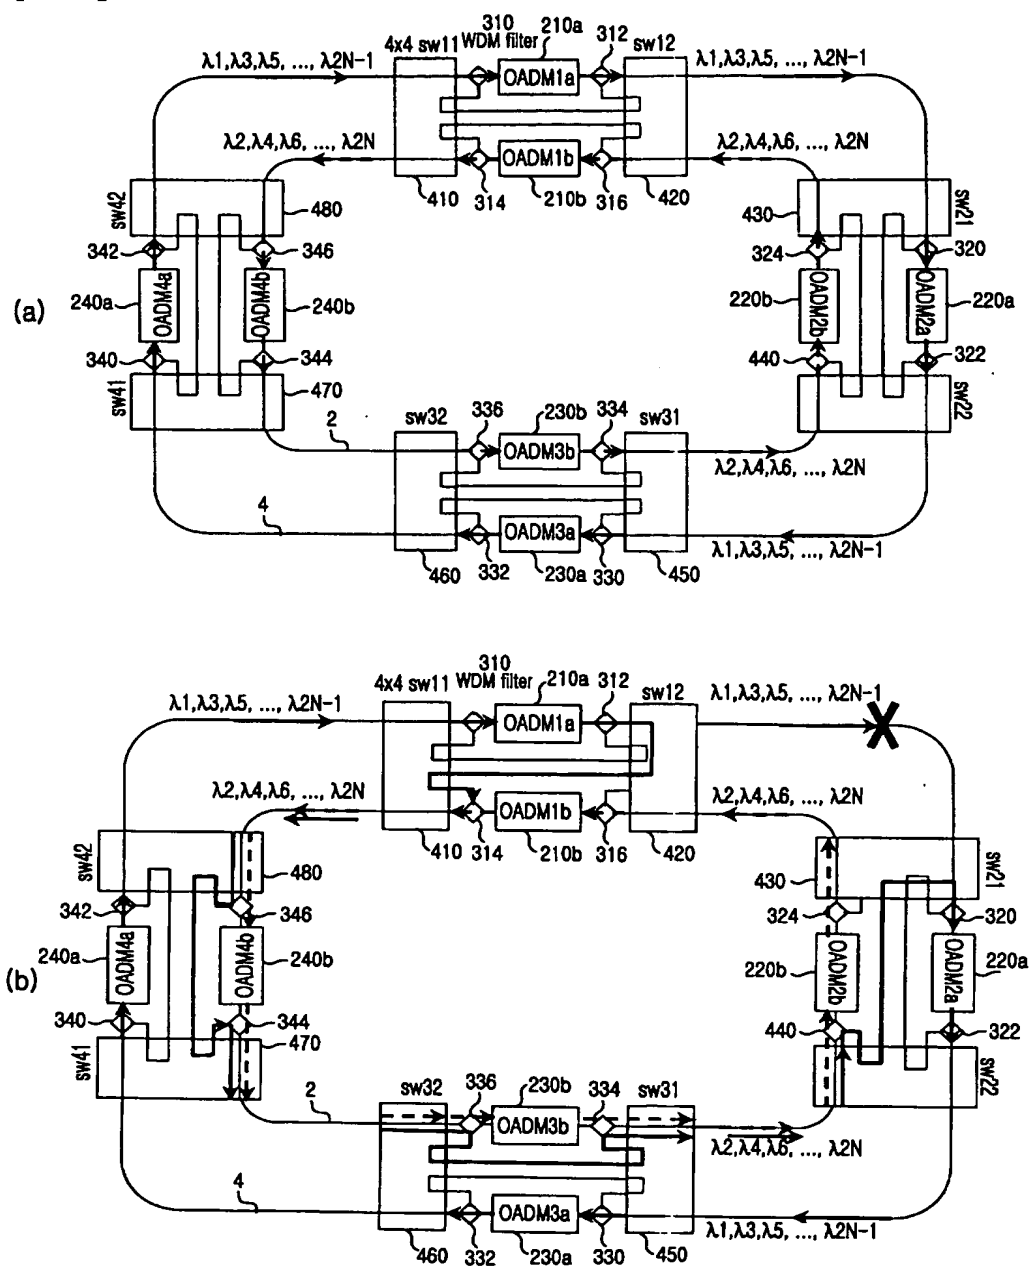 310
4x4 sw11 WDM filter 210a 312 sw12
λ1,λ3,λ5, ..., λ2N-1
OADM1a
λ1,λ3,λ5, ..., λ2N-1
λ2,λ4,λ6, ..., λ2N
OADM1b
λ2,λ4,λ6, ..., λ2N
410 314 210b 316 420
sw42 480 430 sw21
342 346 324 320
(a) 240a OADM4a OADM4b 240b 220b OADM2b OADM2a 220a
340 344 440 322
sw41 470 sw22
2 sw32 336 230b 334 sw31
OADM3b
λ2,λ4,λ6, ..., λ2N
4 OADM3a
λ1,λ3,λ5, ..., λ2N-1
460 332 230a 330 450
310
4x4 sw11 WDM filter 210a 312 sw12
λ1,λ3,λ5, ..., λ2N-1
OADM1a
λ1,λ3,λ5, ..., λ2N-1
λ2,λ4,λ6, ..., λ2N
OADM1b
λ2,λ4,λ6, ..., λ2N
410 314 210b 316 420
sw42 480 430 sw21
342 346 324 320
(b) 240a OADM4a OADM4b 240b 220b OADM2b OADM2a 220a
340 344 440 322
sw41 470 sw22
2 sw32 336 230b 334 sw31
OADM3b
λ2,λ4,λ6, ..., λ2N
4 OADM3a
λ1,λ3,λ5, ..., λ2N-1
460 332 230a 330 450